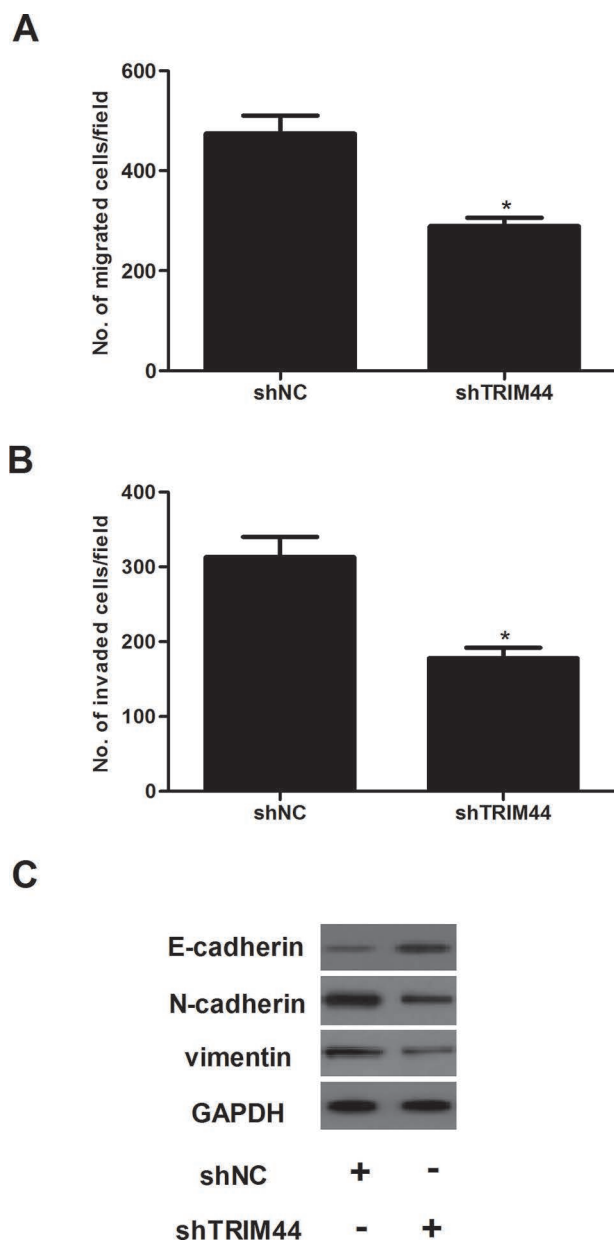 A
No. of migrated cells/field
600
400
200
0
*
shNC
shTRIM44
B
No. of invaded cells/field
400
300
200
100
0
*
shNC
shTRIM44
C
E-cadherin
N-cadherin
vimentin
GAPDH
shNC + -
shTRIM44 - +